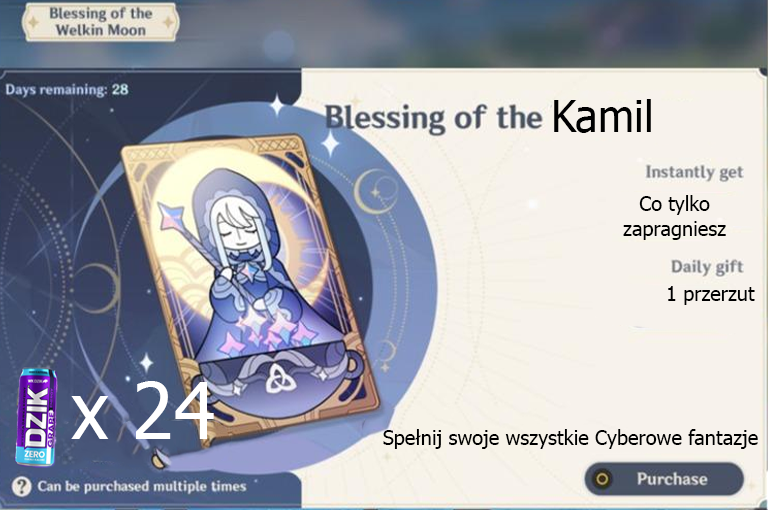 Blessing of the
Welkin Moon
Days remaining: 28
Blessing of the Kamil
Instantly get
Co tylko
zapragniesz
Daily gift
1 przerzut
DZIK
GRAPE
ZERO
x 24
Spełnij swoje wszystkie Cyberowe fantazje
? Can be purchased multiple times
Purchase